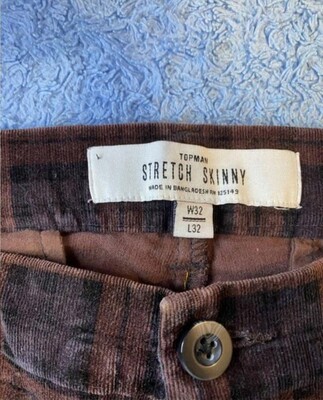 TOPMAN
STRETCH SKINNY
MADE IN BANGLADESH
W32
L32